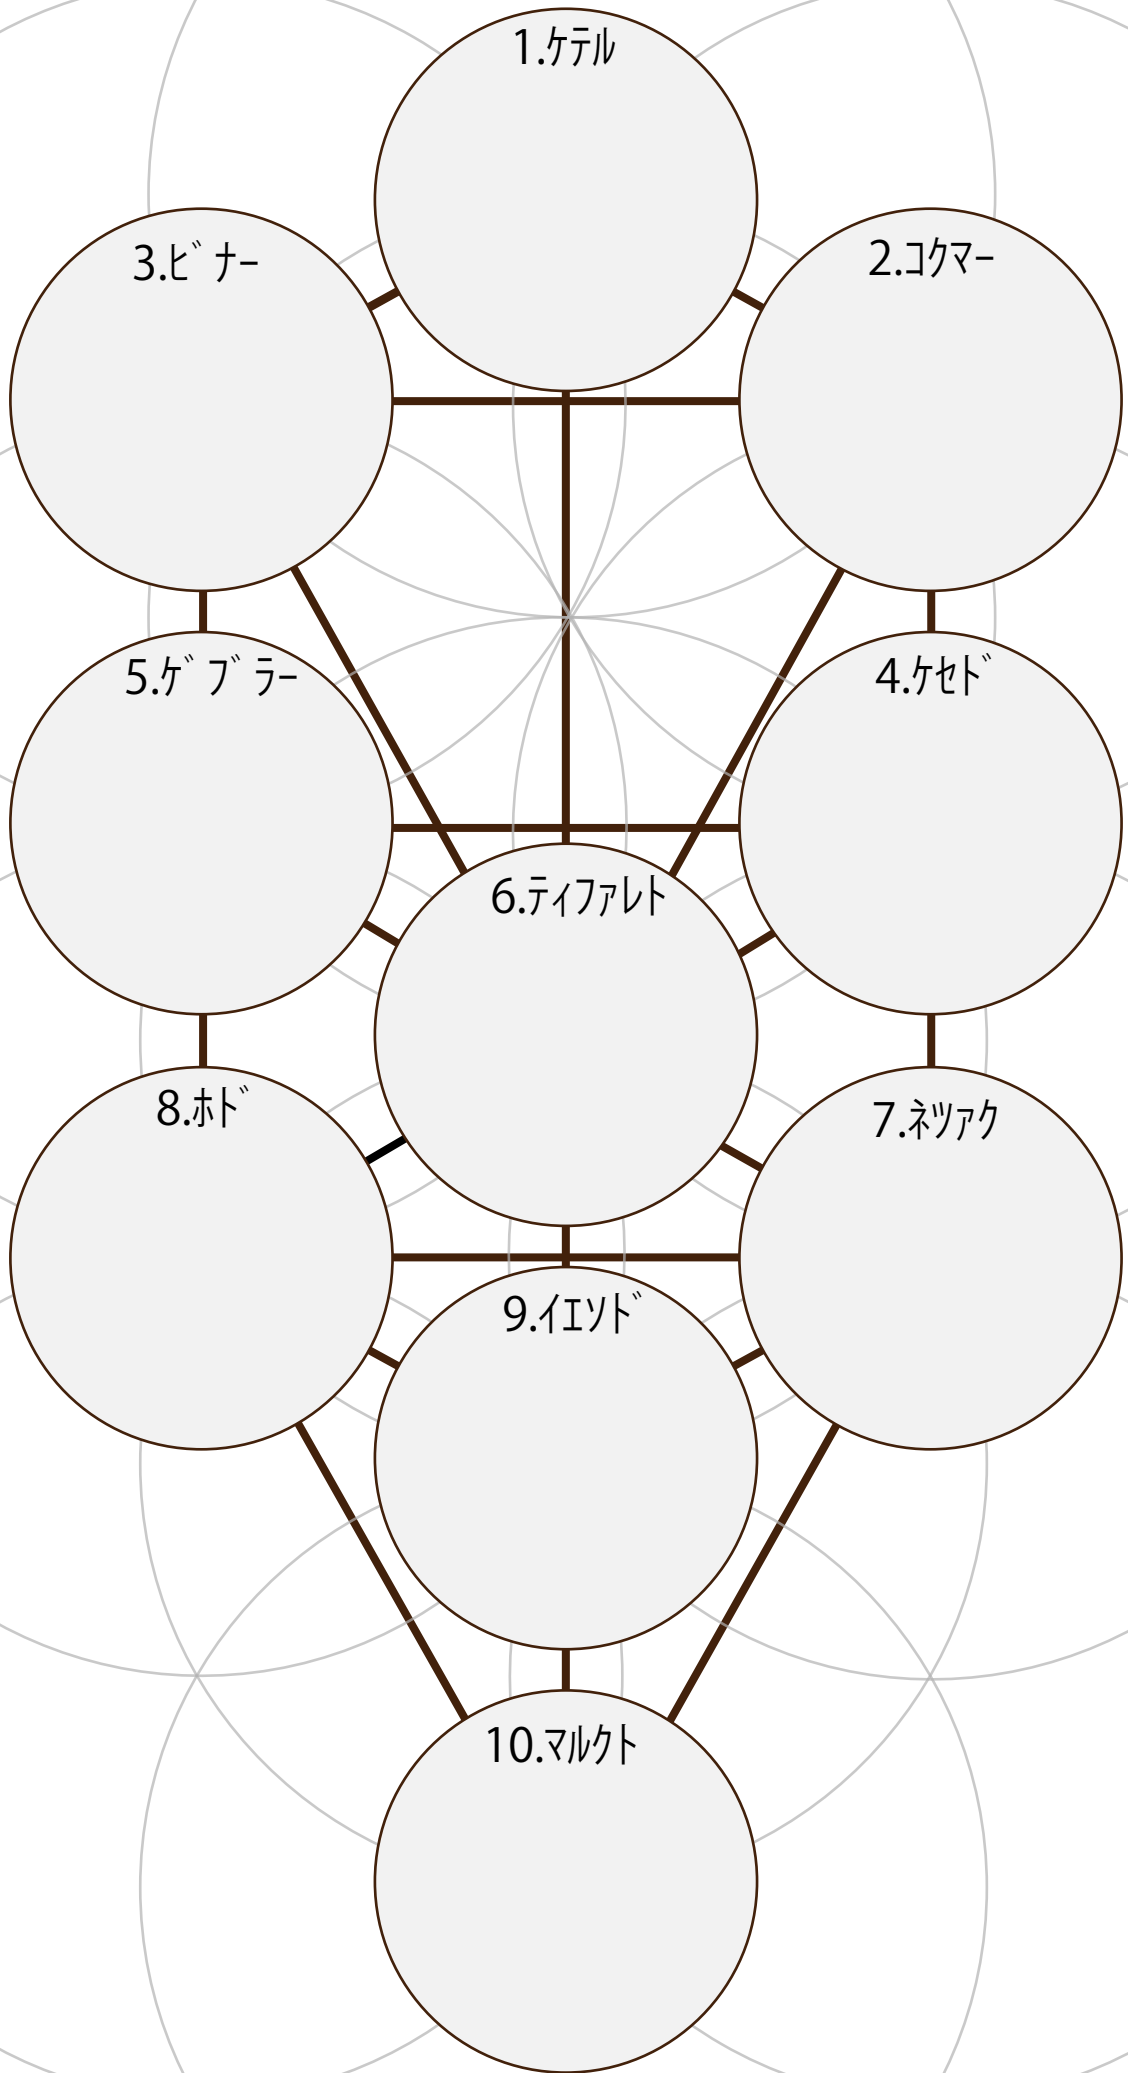 1.ｹﾃﾙ
2.ｺｸﾏｰ
3.ﾋﾞﾅｰ
4.ｹｾﾄﾞ
5.ｹﾞﾌﾞﾗｰ
6.ﾃｨﾌｧﾚﾄ
7.ﾈﾂｧｸ
8.ﾎﾄﾞ
9.ｲｴｿﾄﾞ
10.ﾏﾙｸﾄ